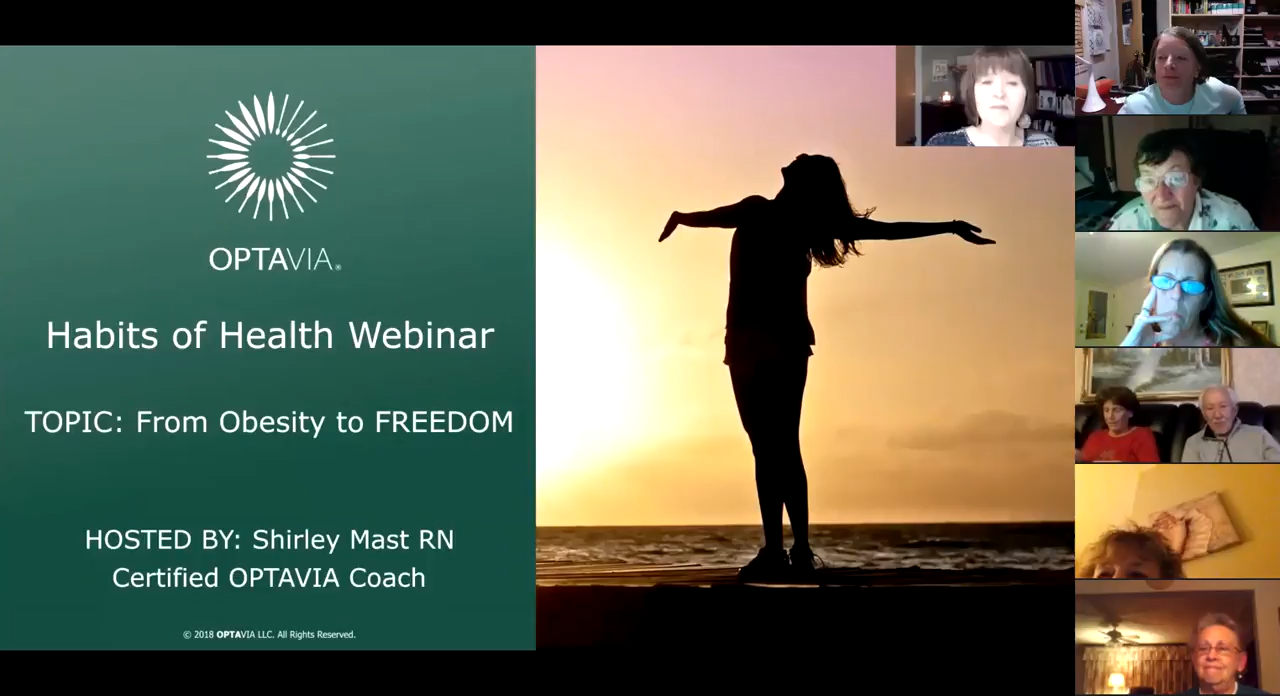 OPTAVIA®
Habits of Health Webinar
TOPIC: From Obesity to FREEDOM
HOSTED BY: Shirley Mast RN
Certified OPTAVIA Coach
© 2018 OPTAVIA LLC. All Rights Reserved.